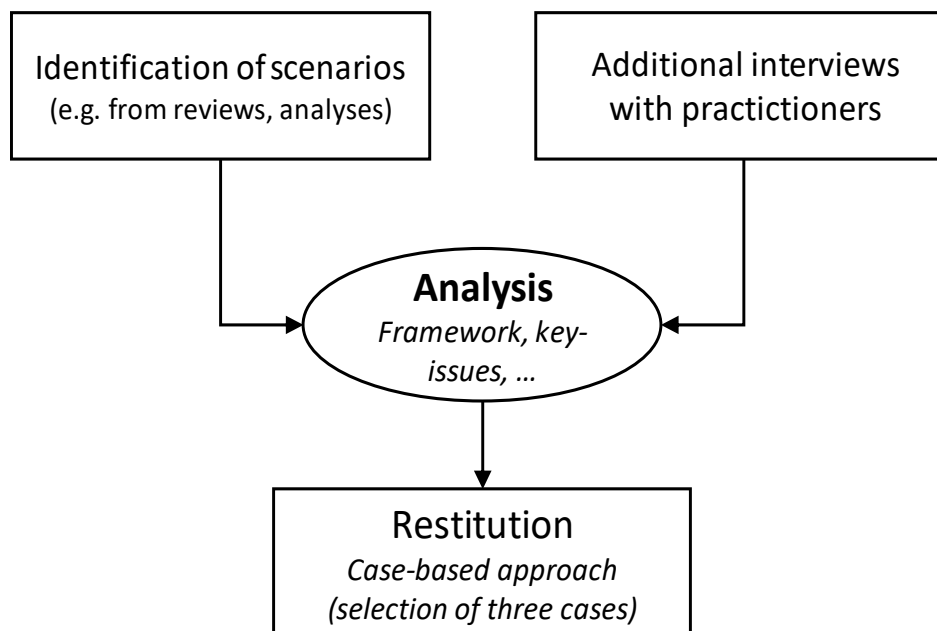 Identification of scenarios
(e.g. from reviews, analyses)
Additional interviews
with practictioners
Analysis
Framework, key-
issues, ...
Restitution
Case-based approach
(selection of three cases)